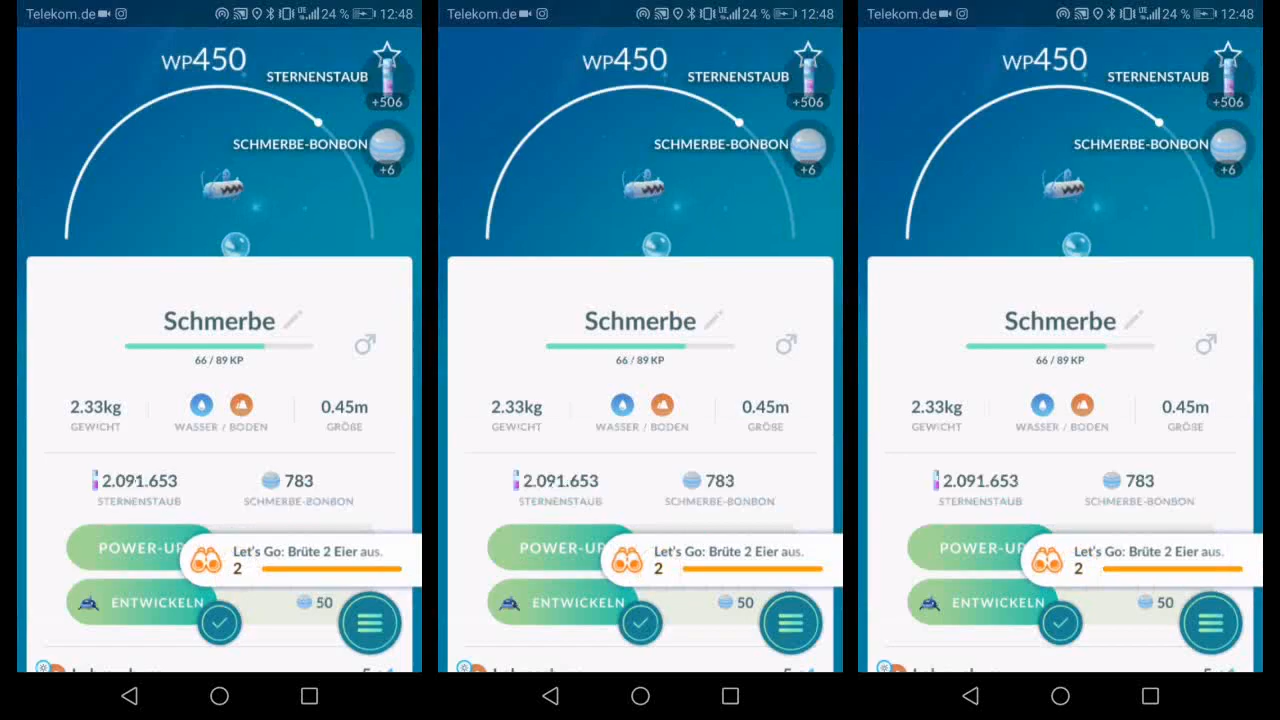 Telekom.de 24 % 12:48
WP450
STERNENSTAUB
+506
SCHMERBE-BONBON
+6
Schmerbe
66 / 89 KP
2.33kg 0.45m
GEWICHT WASSER / BODEN GRÖßE
2.091.653 783
STERNENSTAUB SCHMERBE-BONBON
POWER-UP
Let's Go: Brüte 2 Eier aus.
2
ENTWICKELN 50
Telekom.de 24 % 12:48
WP450
STERNENSTAUB
+506
SCHMERBE-BONBON
+6
Schmerbe
66 / 89 KP
2.33kg 0.45m
GEWICHT WASSER / BODEN GRÖßE
2.091.653 783
STERNENSTAUB SCHMERBE-BONBON
POWER-UP
Let's Go: Brüte 2 Eier aus.
2
ENTWICKELN 50
Telekom.de 24 % 12:48
WP450
STERNENSTAUB
+506
SCHMERBE-BONBON
+6
Schmerbe
66 / 89 KP
2.33kg 0.45m
GEWICHT WASSER / BODEN GRÖßE
2.091.653 783
STERNENSTAUB SCHMERBE-BONBON
POWER-UP
Let's Go: Brüte 2 Eier aus.
2
ENTWICKELN 50